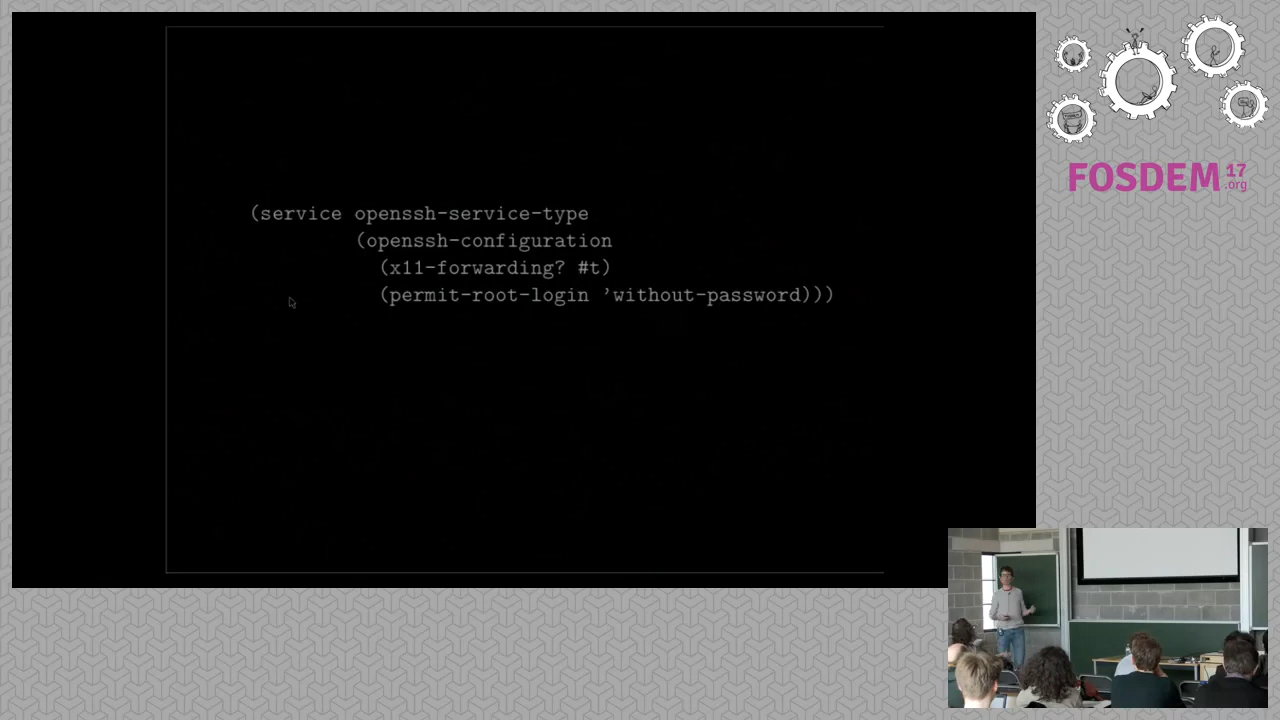 (service openssh-service-type
(openssh-configuration
(x11-forwarding? #t)
(permit-root-login ’without-password)))
FOSDEM 17
.org